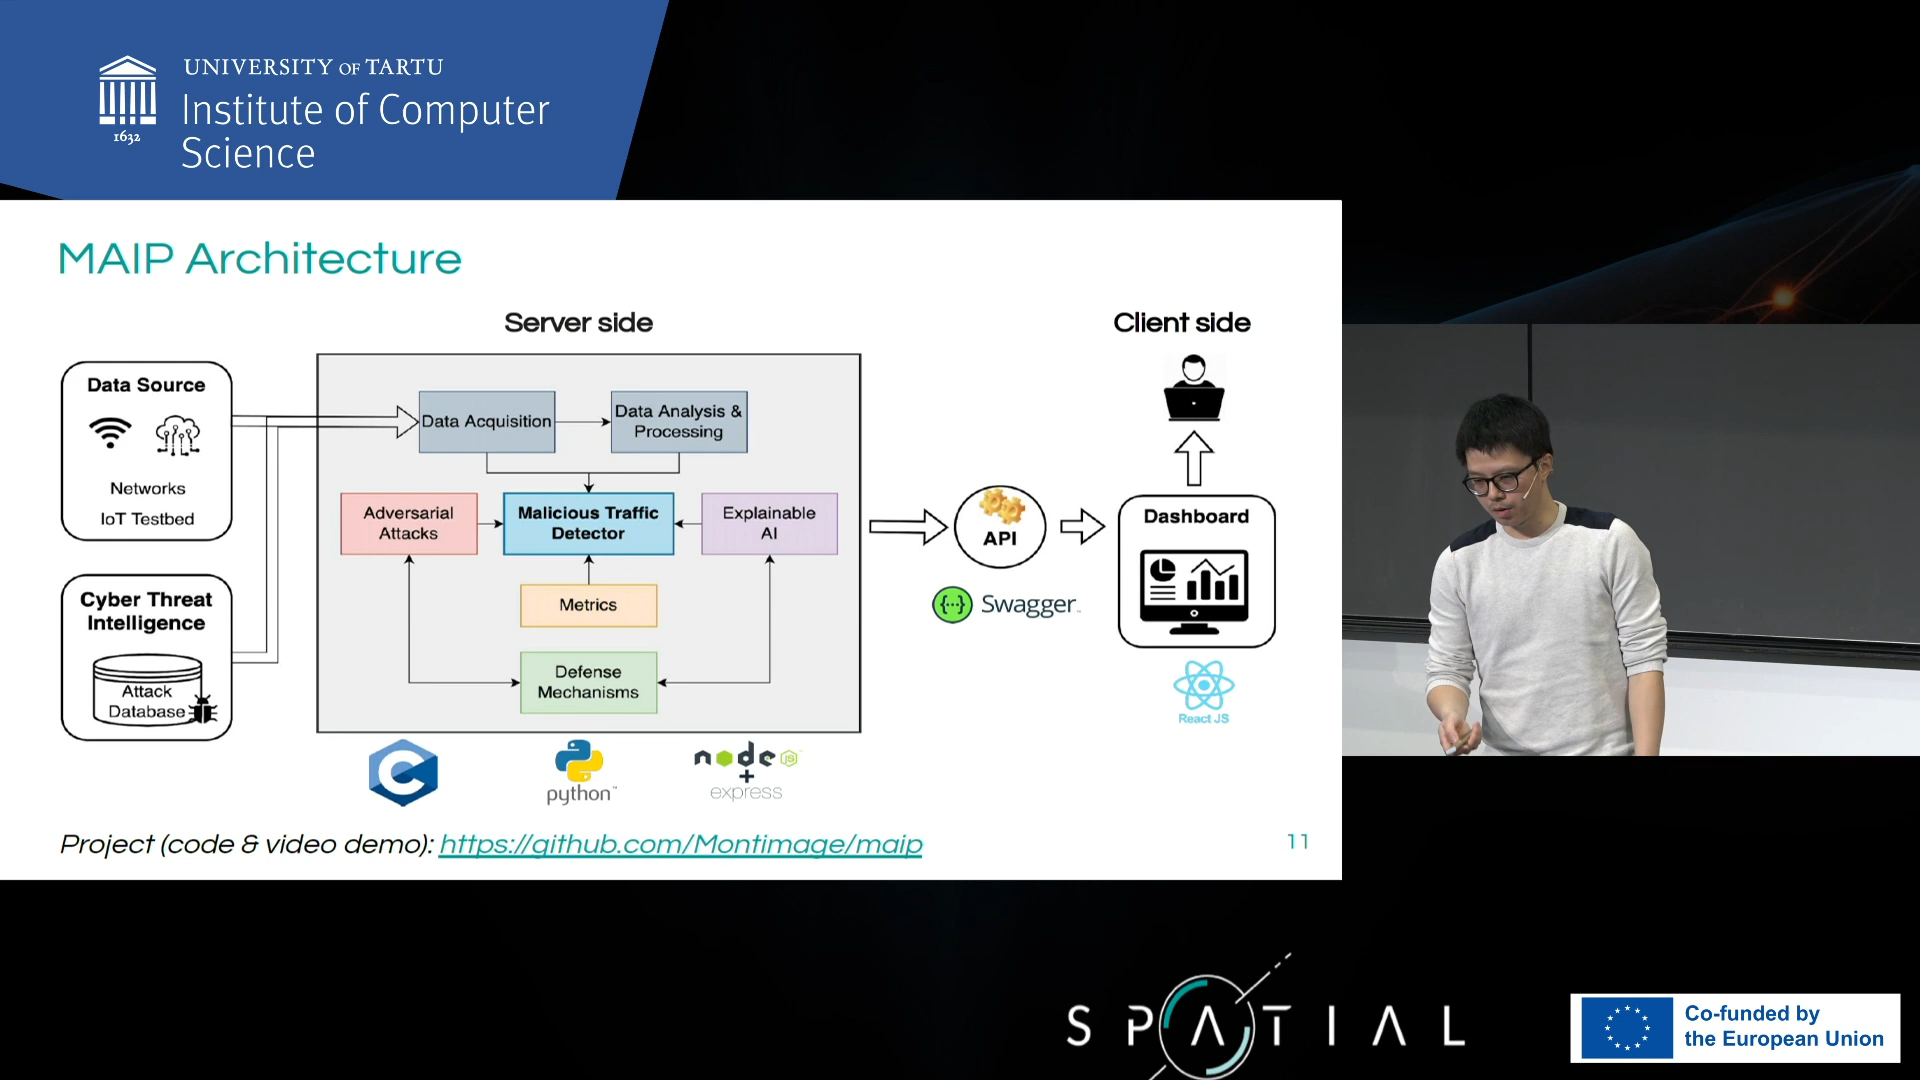 UNIVERSITY OF TARTU
Institute of Computer
Science
1632
MAIP Architecture
Server side
Client side
Data Source
Networks
IoT Testbed
Cyber Threat
Intelligence
Attack
Database
Data Acquisition
Data Analysis &
Processing
Adversarial
Attacks
Malicious Traffic
Detector
Explainable
AI
Metrics
Defense
Mechanisms
API
Swagger
Dashboard
React JS
C
python™
node JS
+
express
Project (code & video demo): https://github.com/Montimage/maip
11
SPATIAL
Co-funded by
the European Union